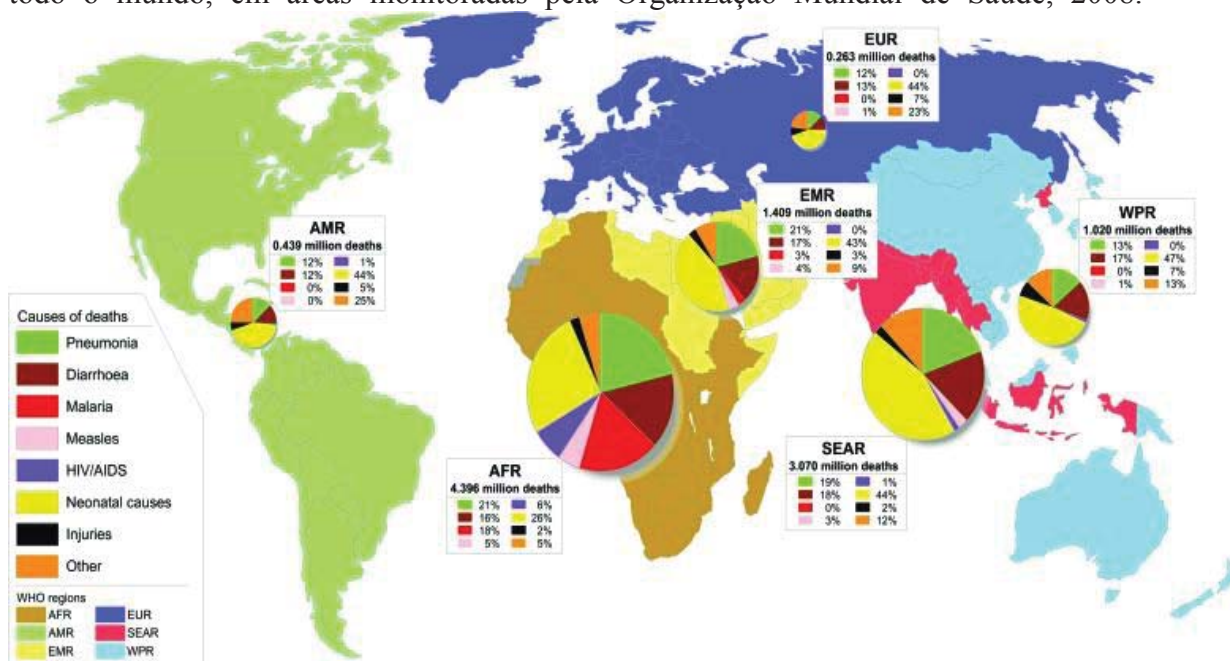 todo o mundo, em áreas monitoradas pela Organização Mundial de Saúde, 2008.
EUR
0.263 million deaths
12% 0%
13% 44%
0% 7%
1% 23%
EMR
1.409 million deaths
21% 0%
17% 43%
3% 3%
4% 9%
WPR
1.020 million deaths
13% 0%
17% 47%
0% 7%
1% 13%
AMR
0.439 million deaths
12% 1%
12% 44%
0% 5%
0% 25%
Causes of deaths
Pneumonia
Diarrhoea
Malaria
Measles
HIV/AIDS
Neonatal causes
Injuries
Other
WHO regions
AFR EUR
AMR SEAR
EMR WPR
AFR
4.396 million deaths
21% 6%
16% 26%
18% 2%
5% 5%
SEAR
3.070 million deaths
19% 1%
18% 44%
0% 2%
3% 12%